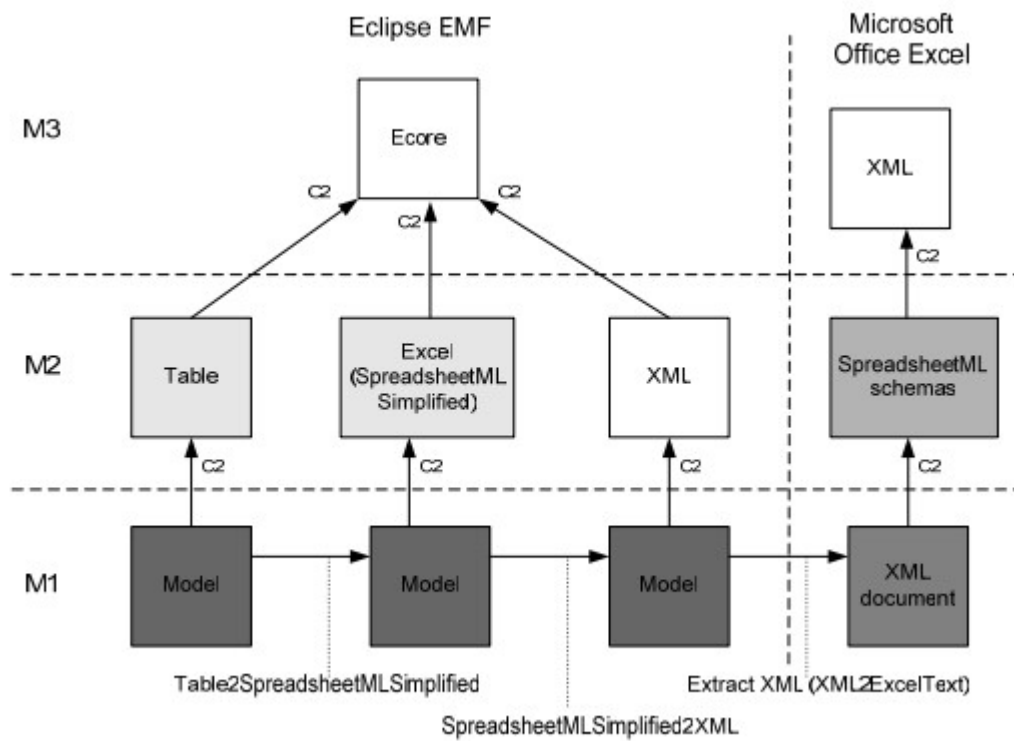 Eclipse EMF
Microsoft
Office Excel
M3
Ecore
XML
C2
C2
C2
C2
M2
Table
Excel
(SpreadsheetML
Simplified)
XML
SpreadsheetML
schemas
C2
C2
C2
C2
M1
Model
Model
Model
XML
document
Table2SpreadsheetMLSimplified
Extract XML (XML2ExcelText)
SpreadsheetMLSimplified2XML